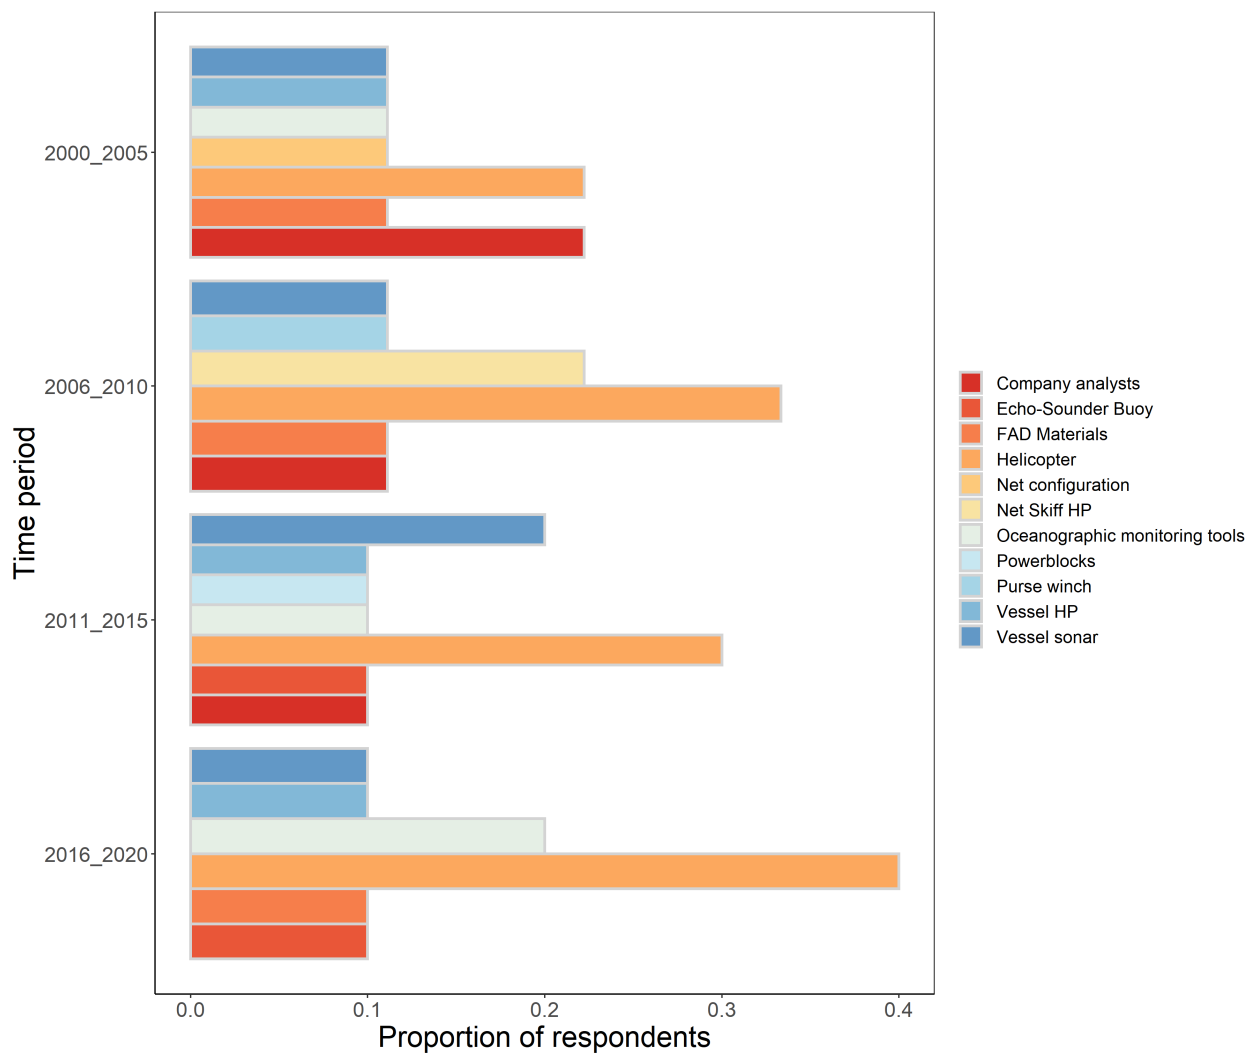 2000_2005
2006_2010
2011_2015
2016_2020
Time period
0.0 0.1 0.2 0.3 0.4
Proportion of respondents
Company analysts
Echo-Sounder Buoy
FAD Materials
Helicopter
Net configuration
Net Skiff HP
Oceanographic monitoring tools
Powerblocks
Purse winch
Vessel HP
Vessel sonar